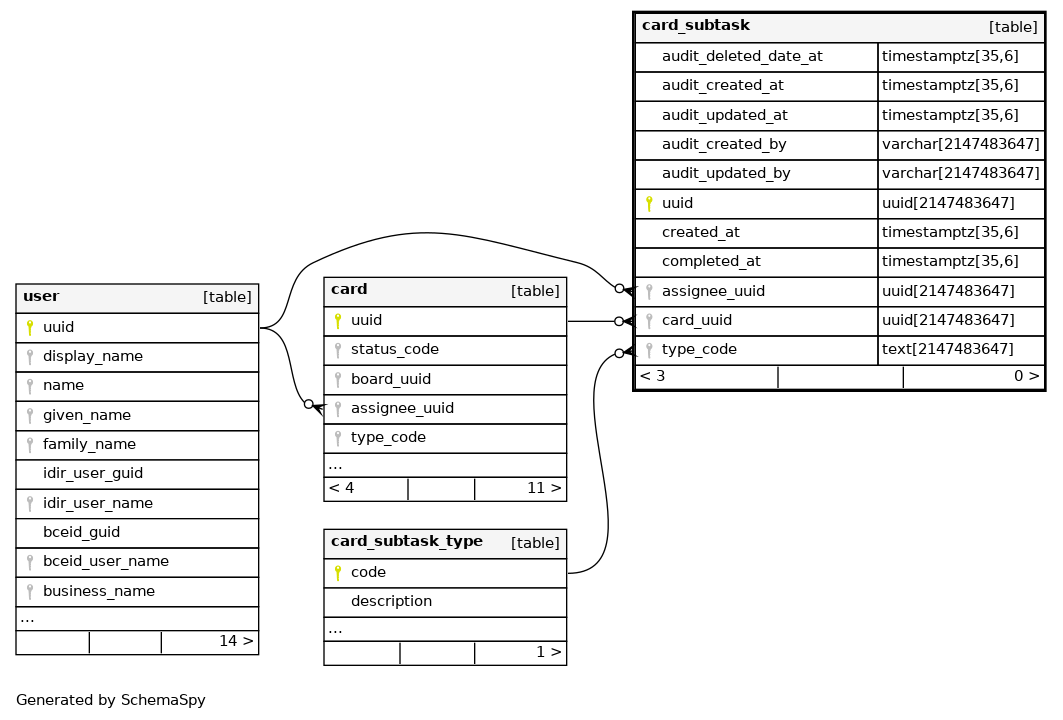 card_subtask [table]
audit_deleted_date_at timestamptz[35,6]
audit_created_at timestamptz[35,6]
audit_updated_at timestamptz[35,6]
audit_created_by varchar[2147483647]
audit_updated_by varchar[2147483647]
uuid uuid[2147483647]
created_at timestamptz[35,6]
completed_at timestamptz[35,6]
assignee_uuid uuid[2147483647]
card_uuid uuid[2147483647]
type_code text[2147483647]
< 3 0 >
user [table]
uuid
display_name
name
given_name
family_name
idir_user_guid
idir_user_name
bceid_guid
bceid_user_name
business_name
...
14 >
card [table]
uuid
status_code
board_uuid
assignee_uuid
type_code
...
< 4 11 >
card_subtask_type [table]
code
description
...
1 >
Generated by SchemaSpy